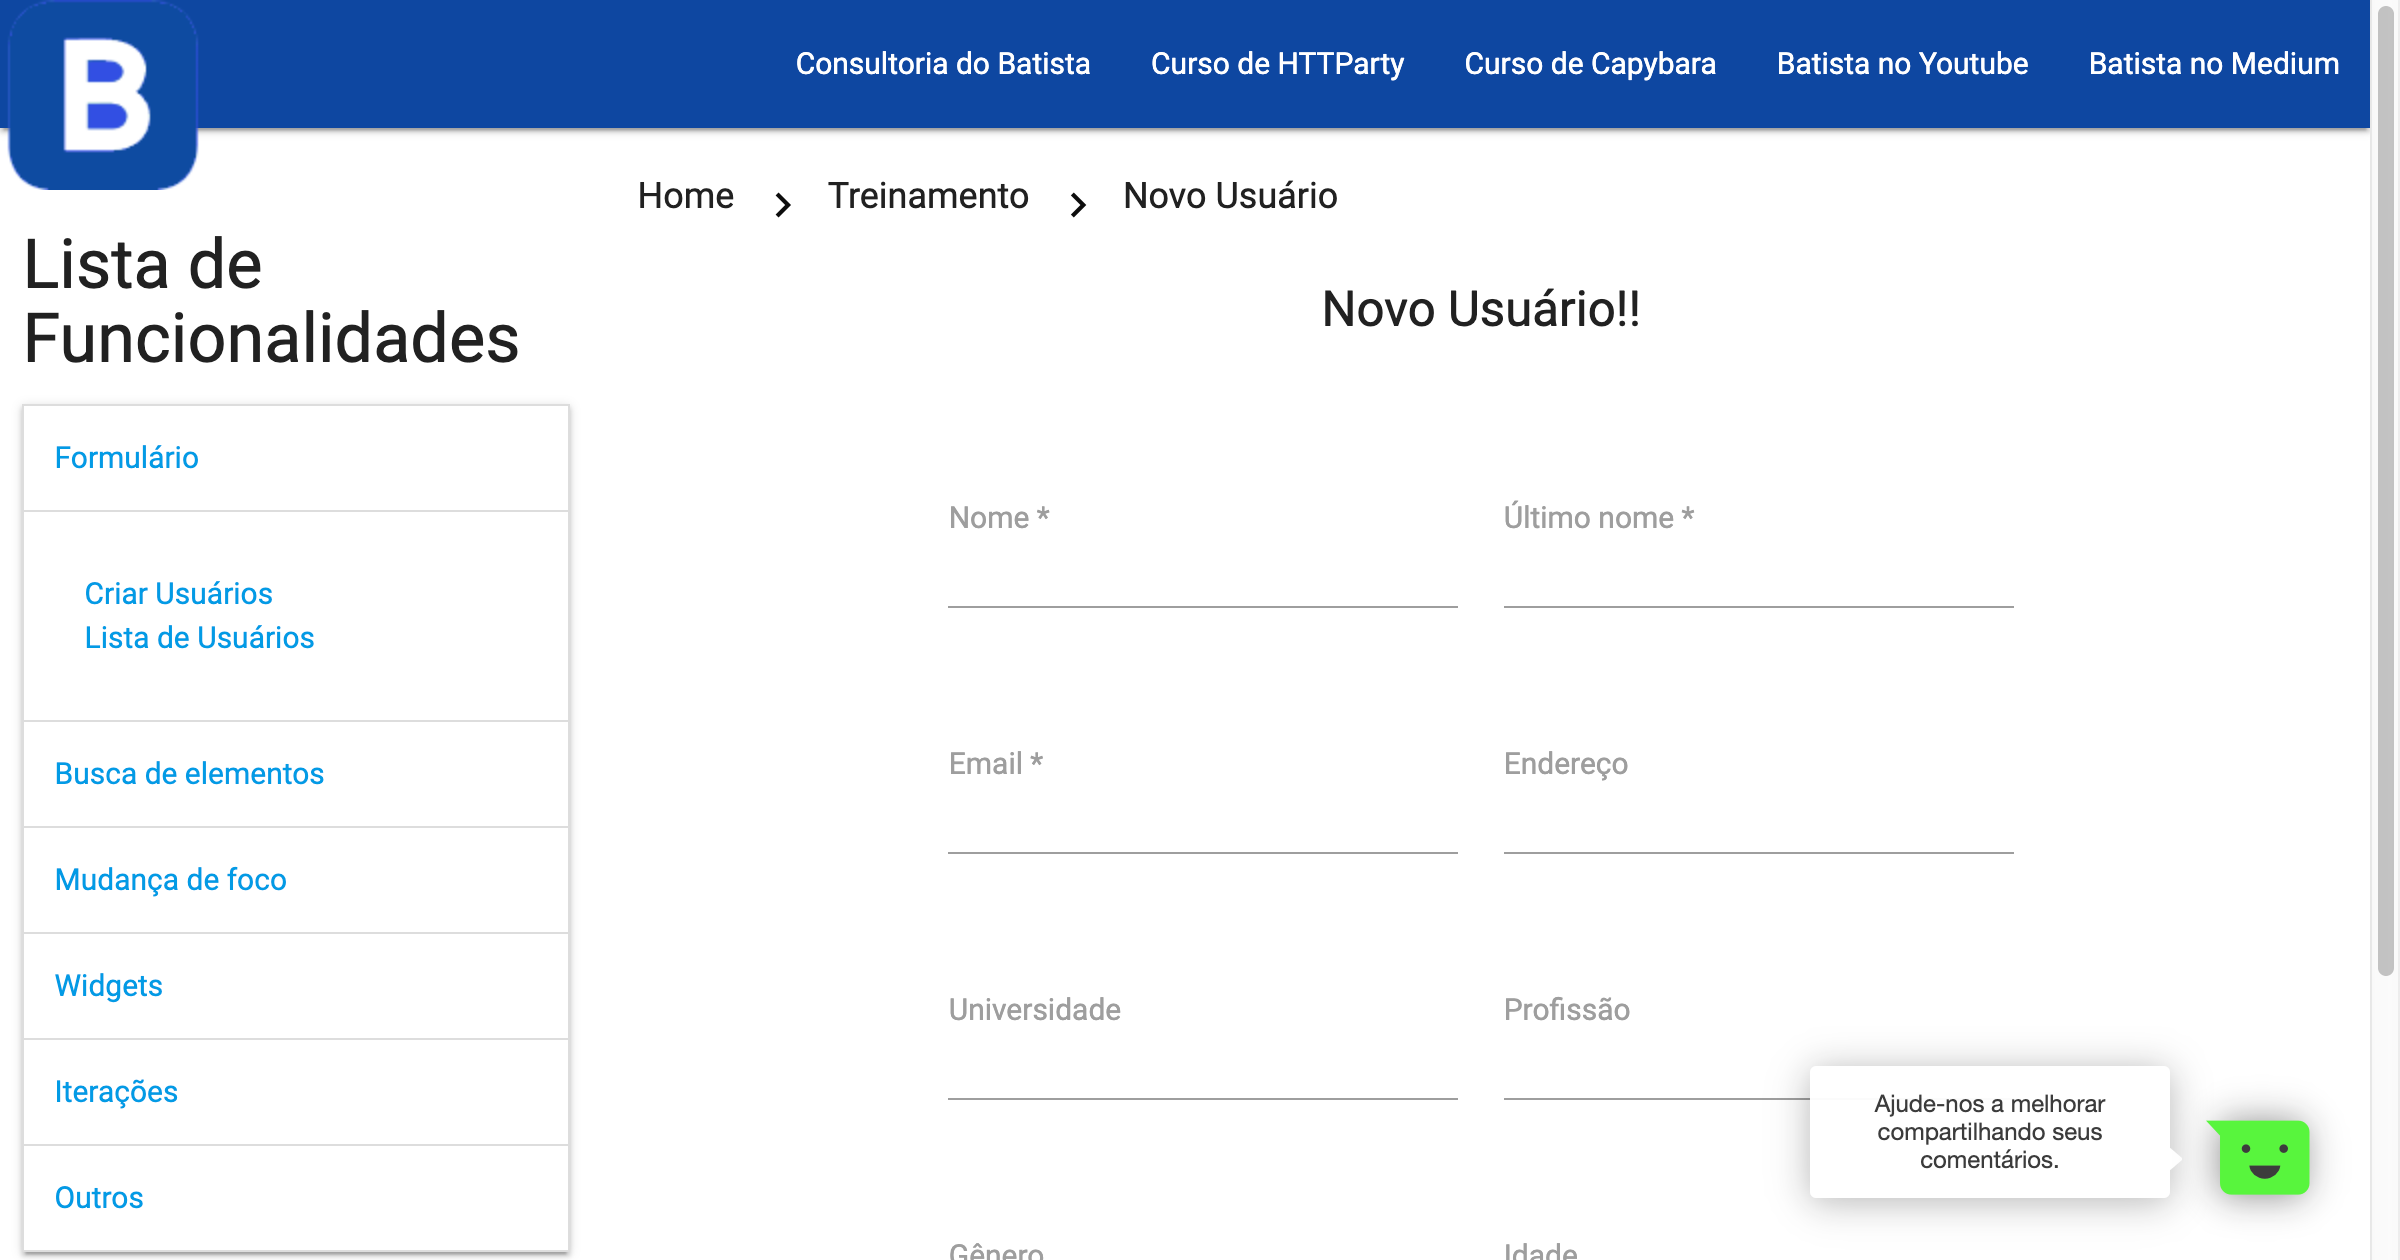 B
Consultoria do Batista
Curso de HTTParty
Curso de Capybara
Batista no Youtube
Batista no Medium
Home
Treinamento
Novo Usuário
Lista de
Funcionalidades
Formulário
Criar Usuários
Lista de Usuários
Busca de elementos
Mudança de foco
Widgets
Iterações
Outros
Novo Usuário!!
Nome *
Último nome *
Email *
Endereço
Universidade
Profissão
Gênero
Idade
Ajude-nos a melhorar
compartilhando seus
comentários.